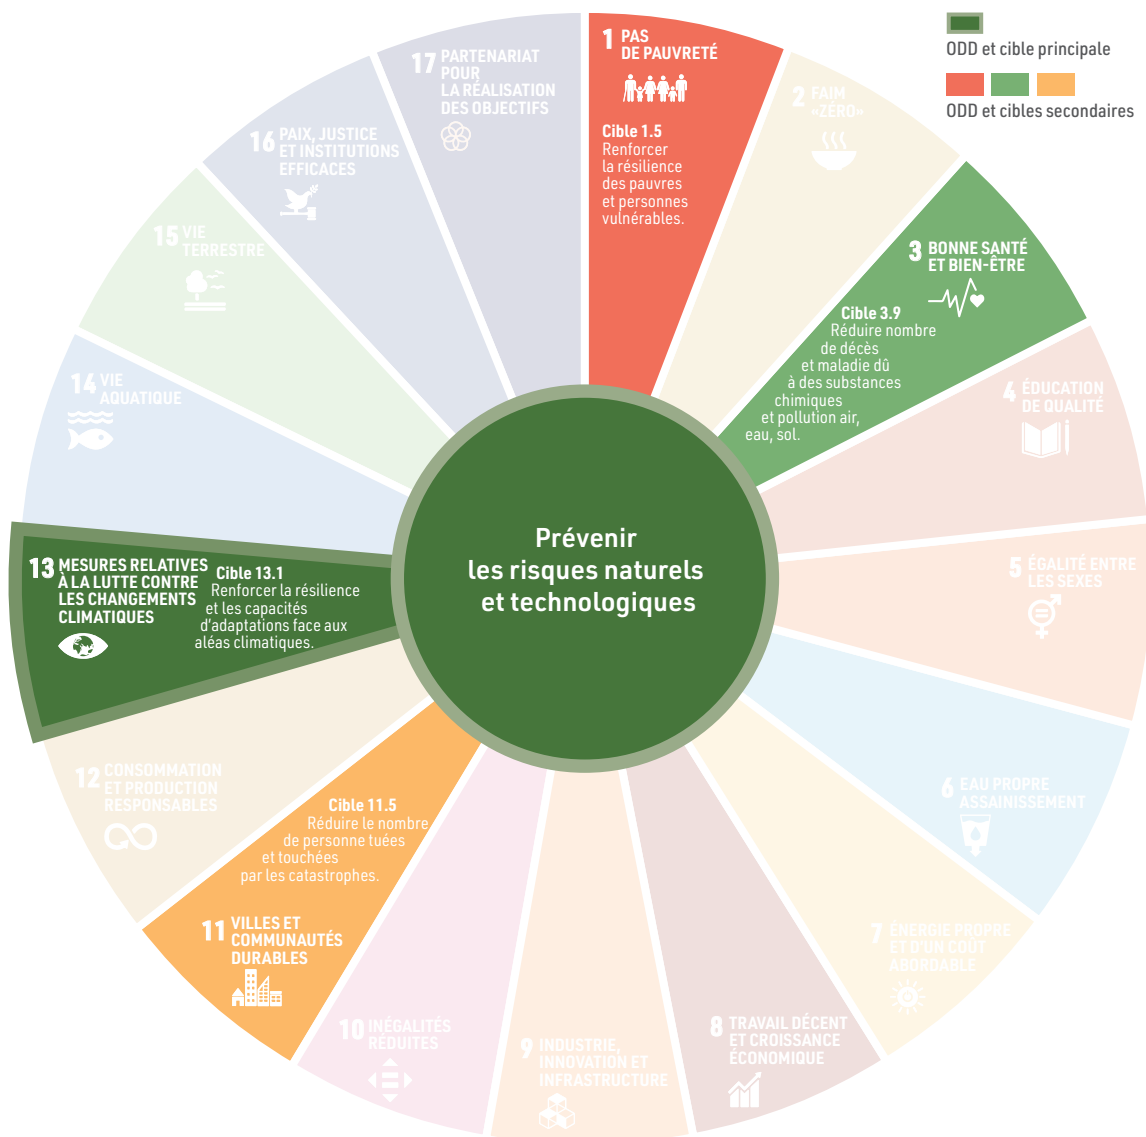 1 PAS
DE PAUVRETÉ
Cible 1.5
Renforcer
la résilience
des pauvres
et personnes
vulnérables.
2 FAIM
«ZÉRO»
3 BONNE SANTÉ
ET BIEN-ÊTRE
Cible 3.9
Réduire nombre
de décès
et maladie dû
à des substances
chimiques
et pollution air,
eau, sol.
4 ÉDUCATION
DE QUALITÉ
5 ÉGALITÉ ENTRE
LES SEXES
6 EAU PROPRE
ASSAINISSEMENT
7 ÉNERGIE PROPRE
ET D'UN COÛT
ABORDABLE
8 TRAVAIL DÉCENT
ET CROISSANCE
ÉCONOMIQUE
9 INDUSTRIE,
INNOVATION ET
INFRASTRUCTURE
10 INÉGALITÉS
RÉDUITES
11 VILLES ET
COMMUNAUTÉS
DURABLES
Cible 11.5
Réduire le nombre
de personne tuées
et touchées
par les catastrophes.
12 CONSOMMATION
ET PRODUCTION
RESPONSABLES
13 MESURES RELATIVES
À LA LUTTE CONTRE
LES CHANGEMENTS
CLIMATIQUES
Cible 13.1
Renforcer la résilience
et les capacités
d'adaptations face aux
aléas climatiques.
14 VIE
AQUATIQUE
15 VIE
TERRESTRE
16 PAIX, JUSTICE
ET INSTITUTIONS
EFFICACES
17 PARTENARIAT
POUR
LA RÉALISATION
DES OBJECTIFS
Prévenir
les risques naturels
et technologiques
ODD et cible principale
ODD et cibles secondaires